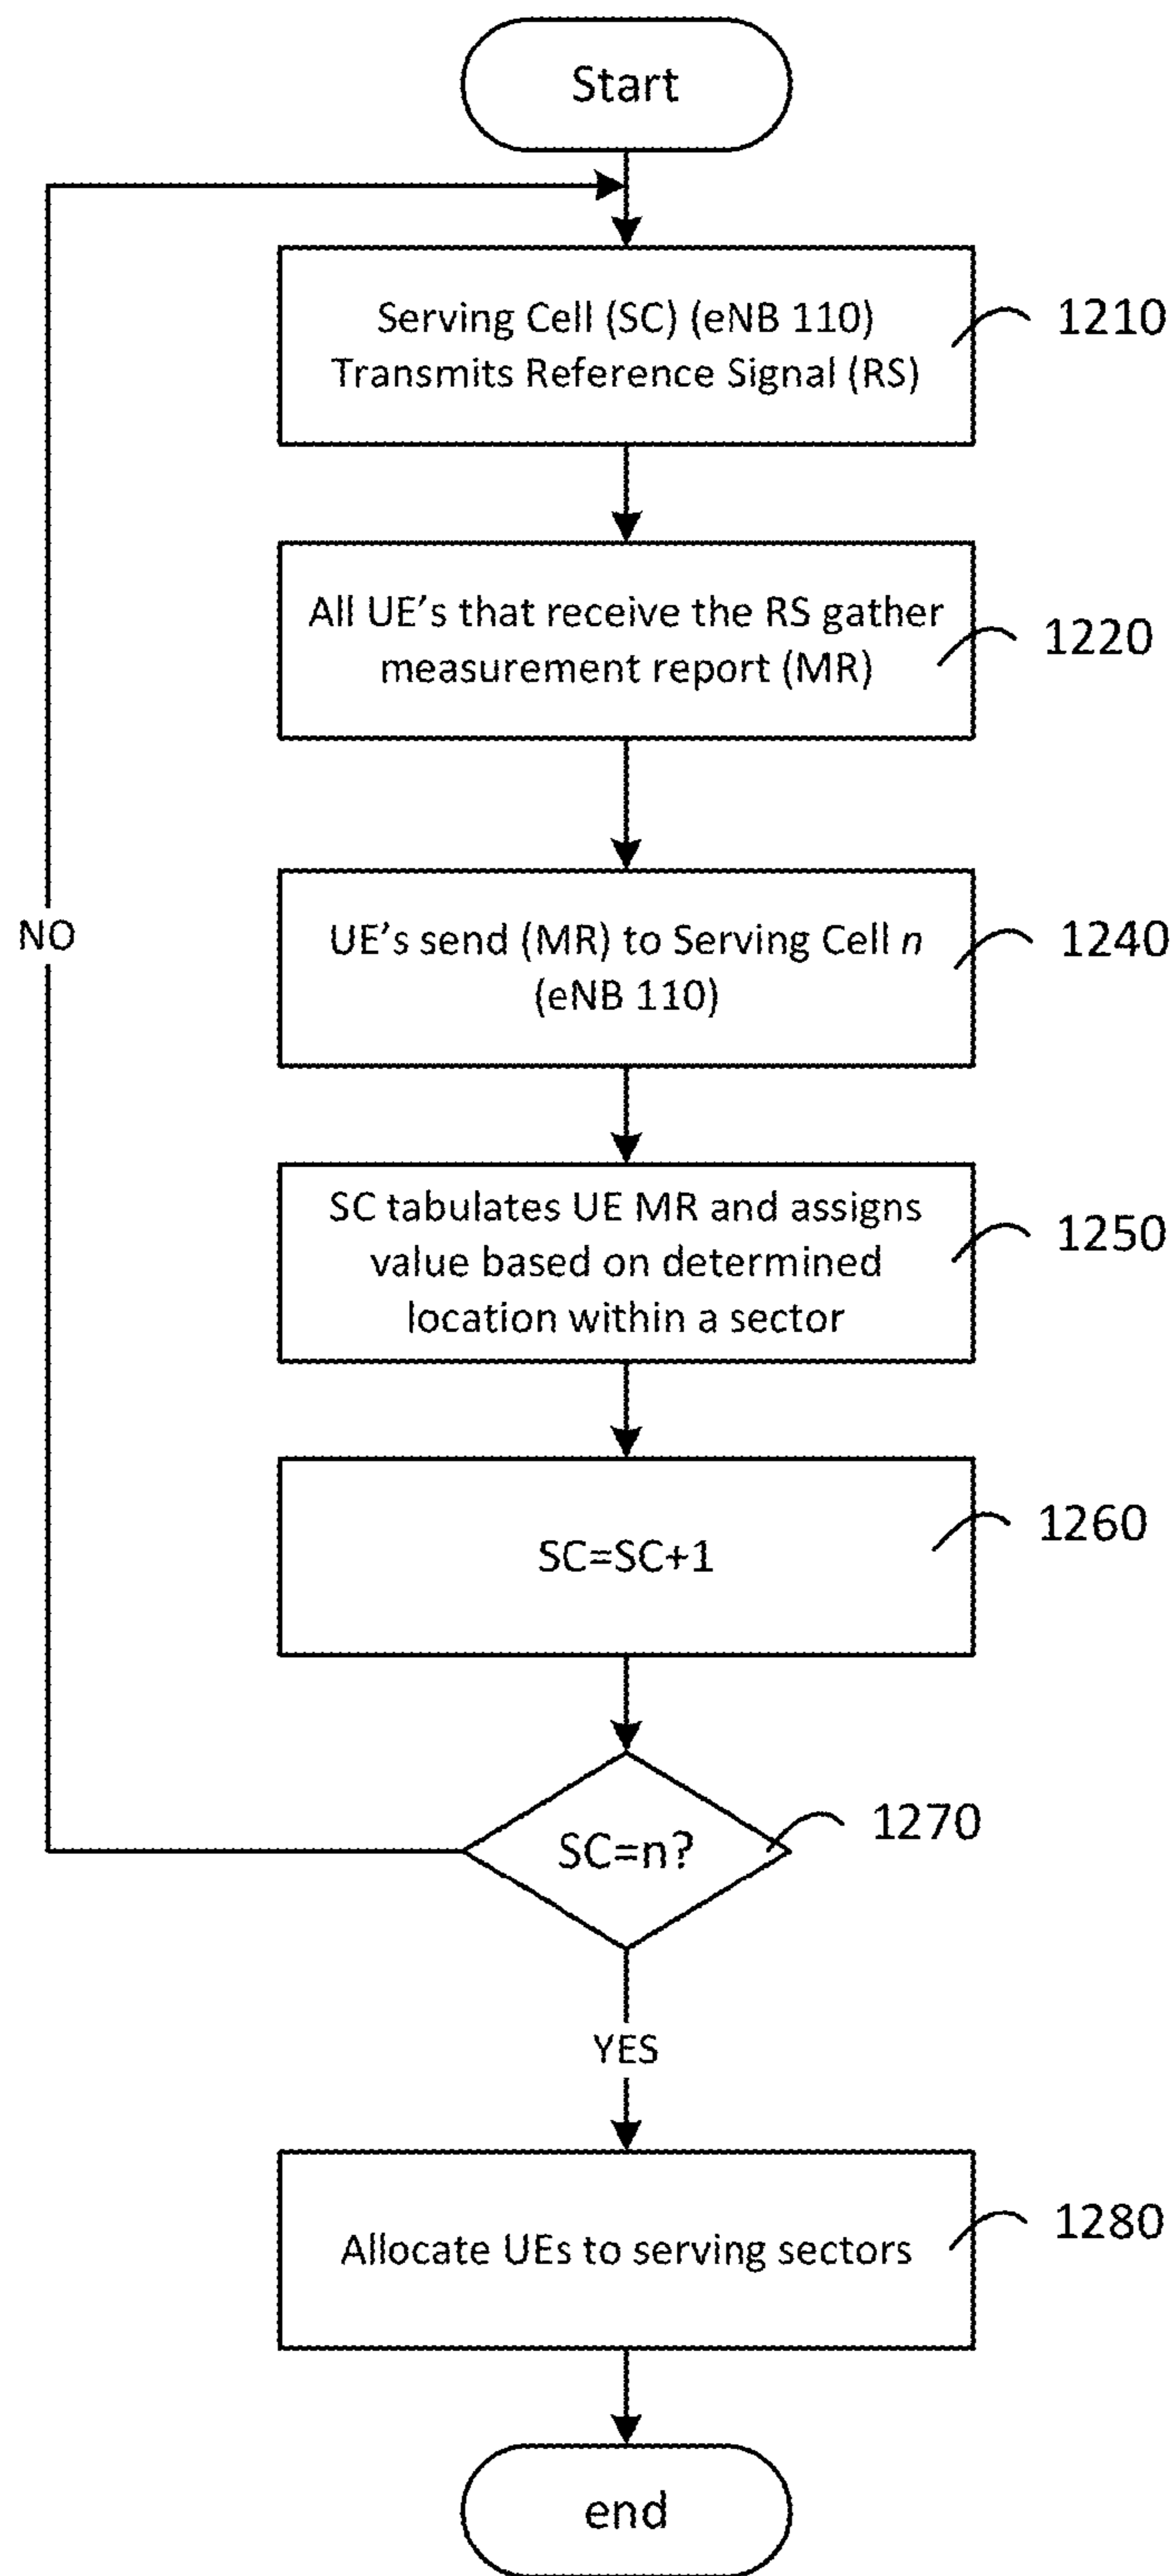 Start
Serving Cell (SC) (eNB 110)
Transmits Reference Signal (RS)
1210
All UE's that receive the RS gather
measurement report (MR)
1220
NO
UE's send (MR) to Serving Cell n
(eNB 110)
1240
SC tabulates UE MR and assigns
value based on determined
location within a sector
1250
SC=SC+1
1260
SC=n?
1270
YES
Allocate UEs to serving sectors
1280
end